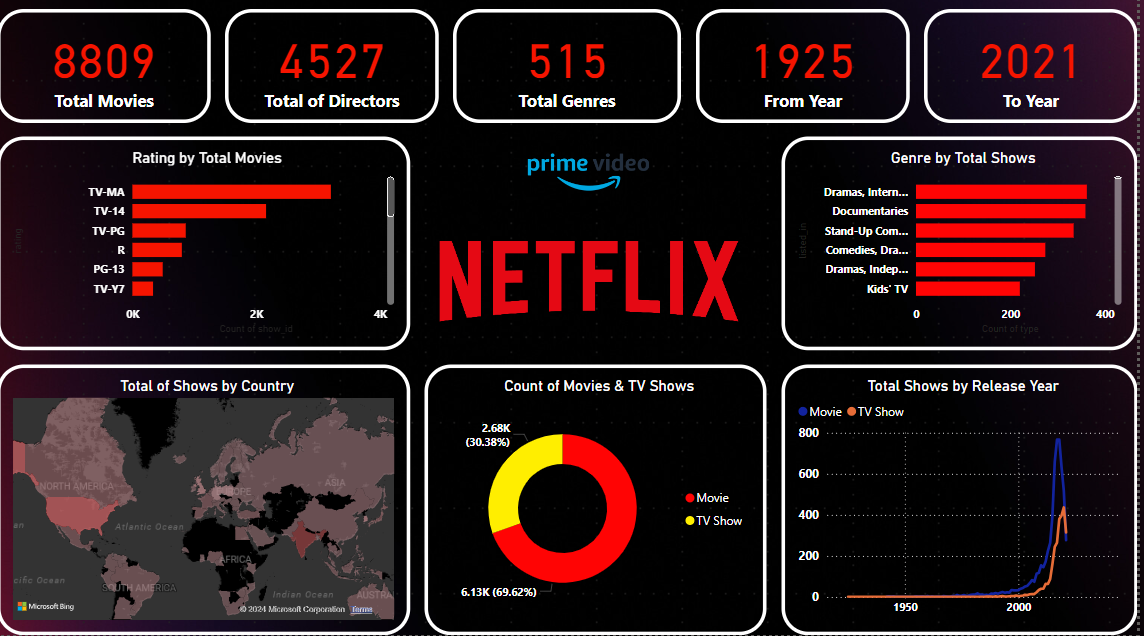 8809
Total Movies
4527
Total of Directors
515
Total Genres
1925
From Year
2021
To Year
Rating by Total Movies
rating
TV-MA
TV-14
TV-PG
R
PG-13
TV-Y7
0K 2K 4K
Count of show_id
prime video
NETFLIX
Genre by Total Shows
listed_in
Dramas, Intern...
Documentaries
Stand-Up Com...
Comedies, Dra...
Dramas, Indep...
Kids' TV
0 200 400
Count of type
Total of Shows by Country
NORTH AMERICA
EUROPE
ASIA
Atlantic Ocean
AFRICA
cific Ocean
SOUTH AMERICA
Indian Ocean
AUSTRA
Microsoft Bing
© 2024 Microsoft Corporation Terms
Count of Movies & TV Shows
2.68K
(30.38%)
6.13K (69.62%)
Movie
TV Show
Total Shows by Release Year
Movie TV Show
800
600
400
200
0
1950 2000